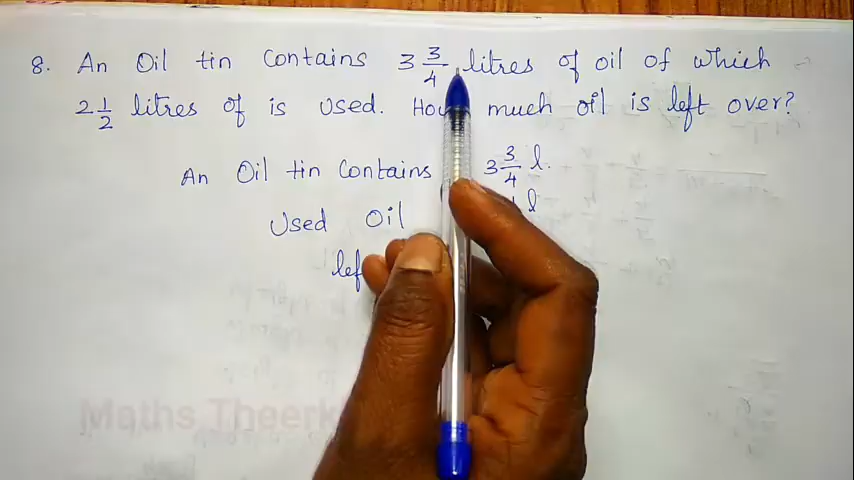 8. An Oil tin Contains 3 3/4 litres of oil of which
2 1/2 litres of is used. How much oil is left over?
An Oil tin Contains 3 3/4 l.
Used Oil l
Maths